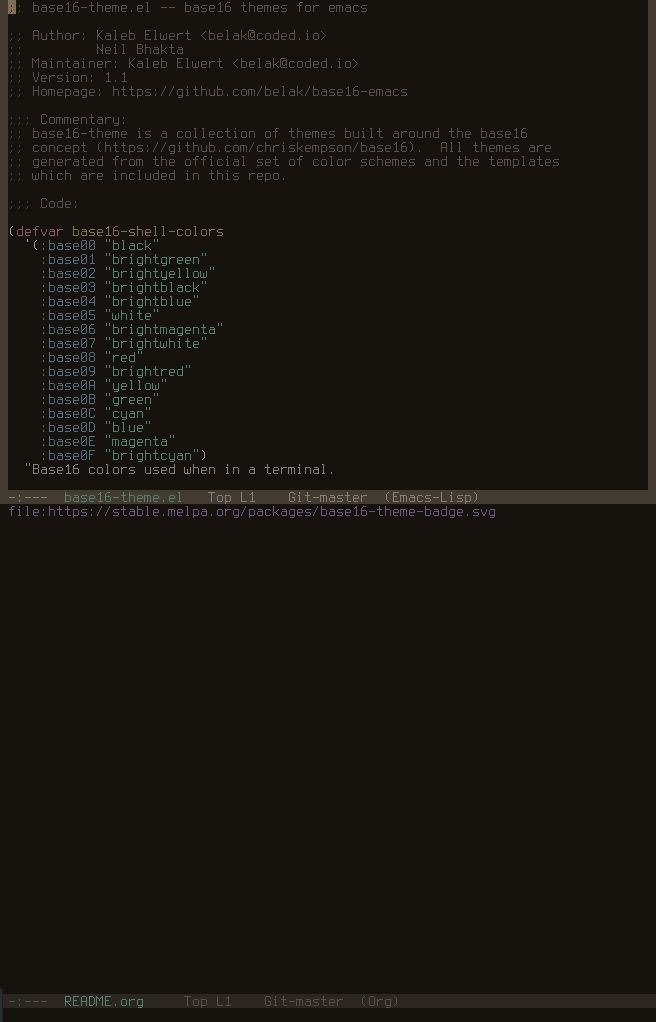 ;; base16-theme.el -- base16 themes for emacs
;; Author: Kaleb Elwert <belak@coded.io>
;;         Neil Bhakta
;; Maintainer: Kaleb Elwert <belak@coded.io>
;; Version: 1.1
;; Homepage: https://github.com/belak/base16-emacs
;;; Commentary:
;; base16-theme is a collection of themes built around the base16
;; concept (https://github.com/chriskempson/base16).  All themes are
;; generated from the official set of color schemes and the templates
;; which are included in this repo.
;;; Code:
(defvar base16-shell-colors
  '(:base00 "black"
    :base01 "brightgreen"
    :base02 "brightyellow"
    :base03 "brightblack"
    :base04 "brightblue"
    :base05 "white"
    :base06 "brightmagenta"
    :base07 "brightwhite"
    :base08 "red"
    :base09 "brightred"
    :base0A "yellow"
    :base0B "green"
    :base0C "cyan"
    :base0D "blue"
    :base0E "magenta"
    :base0F "brightcyan")
  "Base16 colors used when in a terminal.
-:---  base16-theme.el   Top L1    Git-master  (Emacs-Lisp)
file:https://stable.melpa.org/packages/base16-theme-badge.svg
-:---  README.org     Top L1    Git-master  (Org)